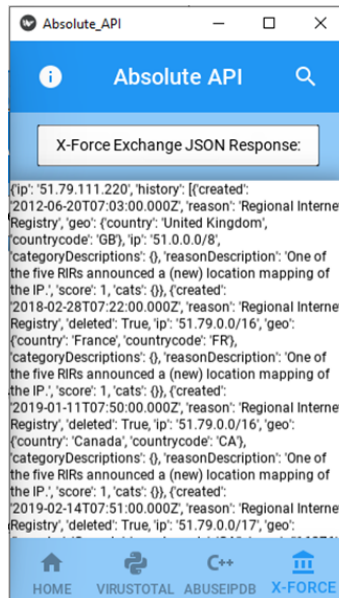 Absolute_API
Absolute API
X-Force Exchange JSON Response:
{'ip': '51.79.111.220', 'history': [{'created':
'2012-06-20T07:03:00.000Z', 'reason': 'Regional Interne
Registry', 'geo': {'country': 'United Kingdom',
'countrycode': 'GB'}, 'ip': '51.0.0.0/8',
'categoryDescriptions': {}, 'reasonDescription': 'One of
the five RIRs announced a (new) location mapping of
the IP.', 'score': 1, 'cats': {}}, {'created':
'2018-02-28T07:22:00.000Z', 'reason': 'Regional Interne
Registry', 'deleted': True, 'ip': '51.79.0.0/16', 'geo':
{'country': 'France', 'countrycode': 'FR'},
'categoryDescriptions': {}, 'reasonDescription': 'One of
the five RIRs announced a (new) location mapping of
the IP.', 'score': 1, 'cats': {}}, {'created':
'2019-01-11T07:50:00.000Z', 'reason': 'Regional Interne
Registry', 'deleted': True, 'ip': '51.79.0.0/16', 'geo':
{'country': 'Canada', 'countrycode': 'CA'},
'categoryDescriptions': {}, 'reasonDescription': 'One of
the five RIRs announced a (new) location mapping of
the IP.', 'score': 1, 'cats': {}}, {'created':
'2019-02-14T07:51:00.000Z', 'reason': 'Regional Interne
Registry', 'deleted': True, 'ip': '51.79.0.0/17', 'geo':
C++
HOME VIRUSTOTAL ABUSEIPDB X-FORCE